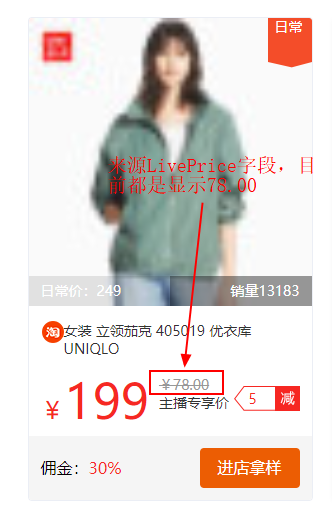 日常
来源LivePrice字段，目
前都是显示78.00
日常价：249
销量13183
淘 女装 立领茄克 405019 优衣库
UNIQLO
￥199
￥78.00
主播专享价
5 减
佣金：30%
进店拿样